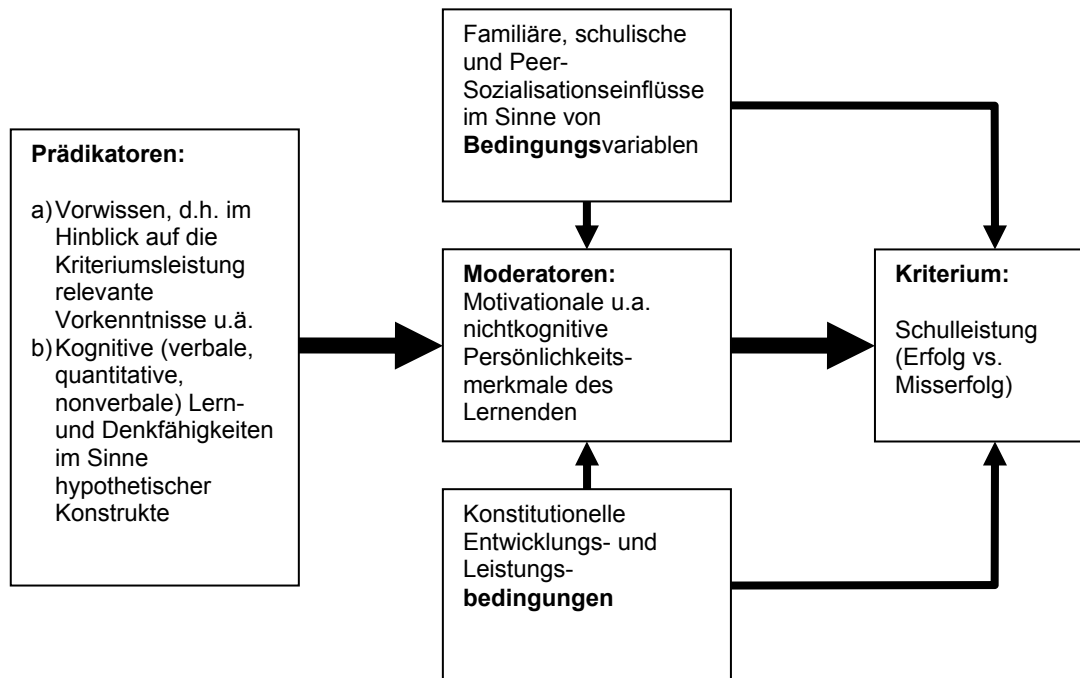 Familiäre, schulische
und Peer-
Sozialisationseinflüsse
im Sinne von
Bedingungsvariablen
Prädikatoren:
a) Vorwissen, d.h. im
Hinblick auf die
Kriteriumsleistung
relevante
Vorkenntnisse u.ä.
b) Kognitive (verbale,
quantitative,
nonverbale) Lern-
und Denkfähigkeiten
im Sinne
hypothetischer
Konstrukte
Moderatoren:
Motivationale u.a.
nichtkognitive
Persönlichkeits-
merkmale des
Lernenden
Kriterium:
Schulleistung
(Erfolg vs.
Misserfolg)
Konstitutionelle
Entwicklungs- und
Leistungs-
bedingungen